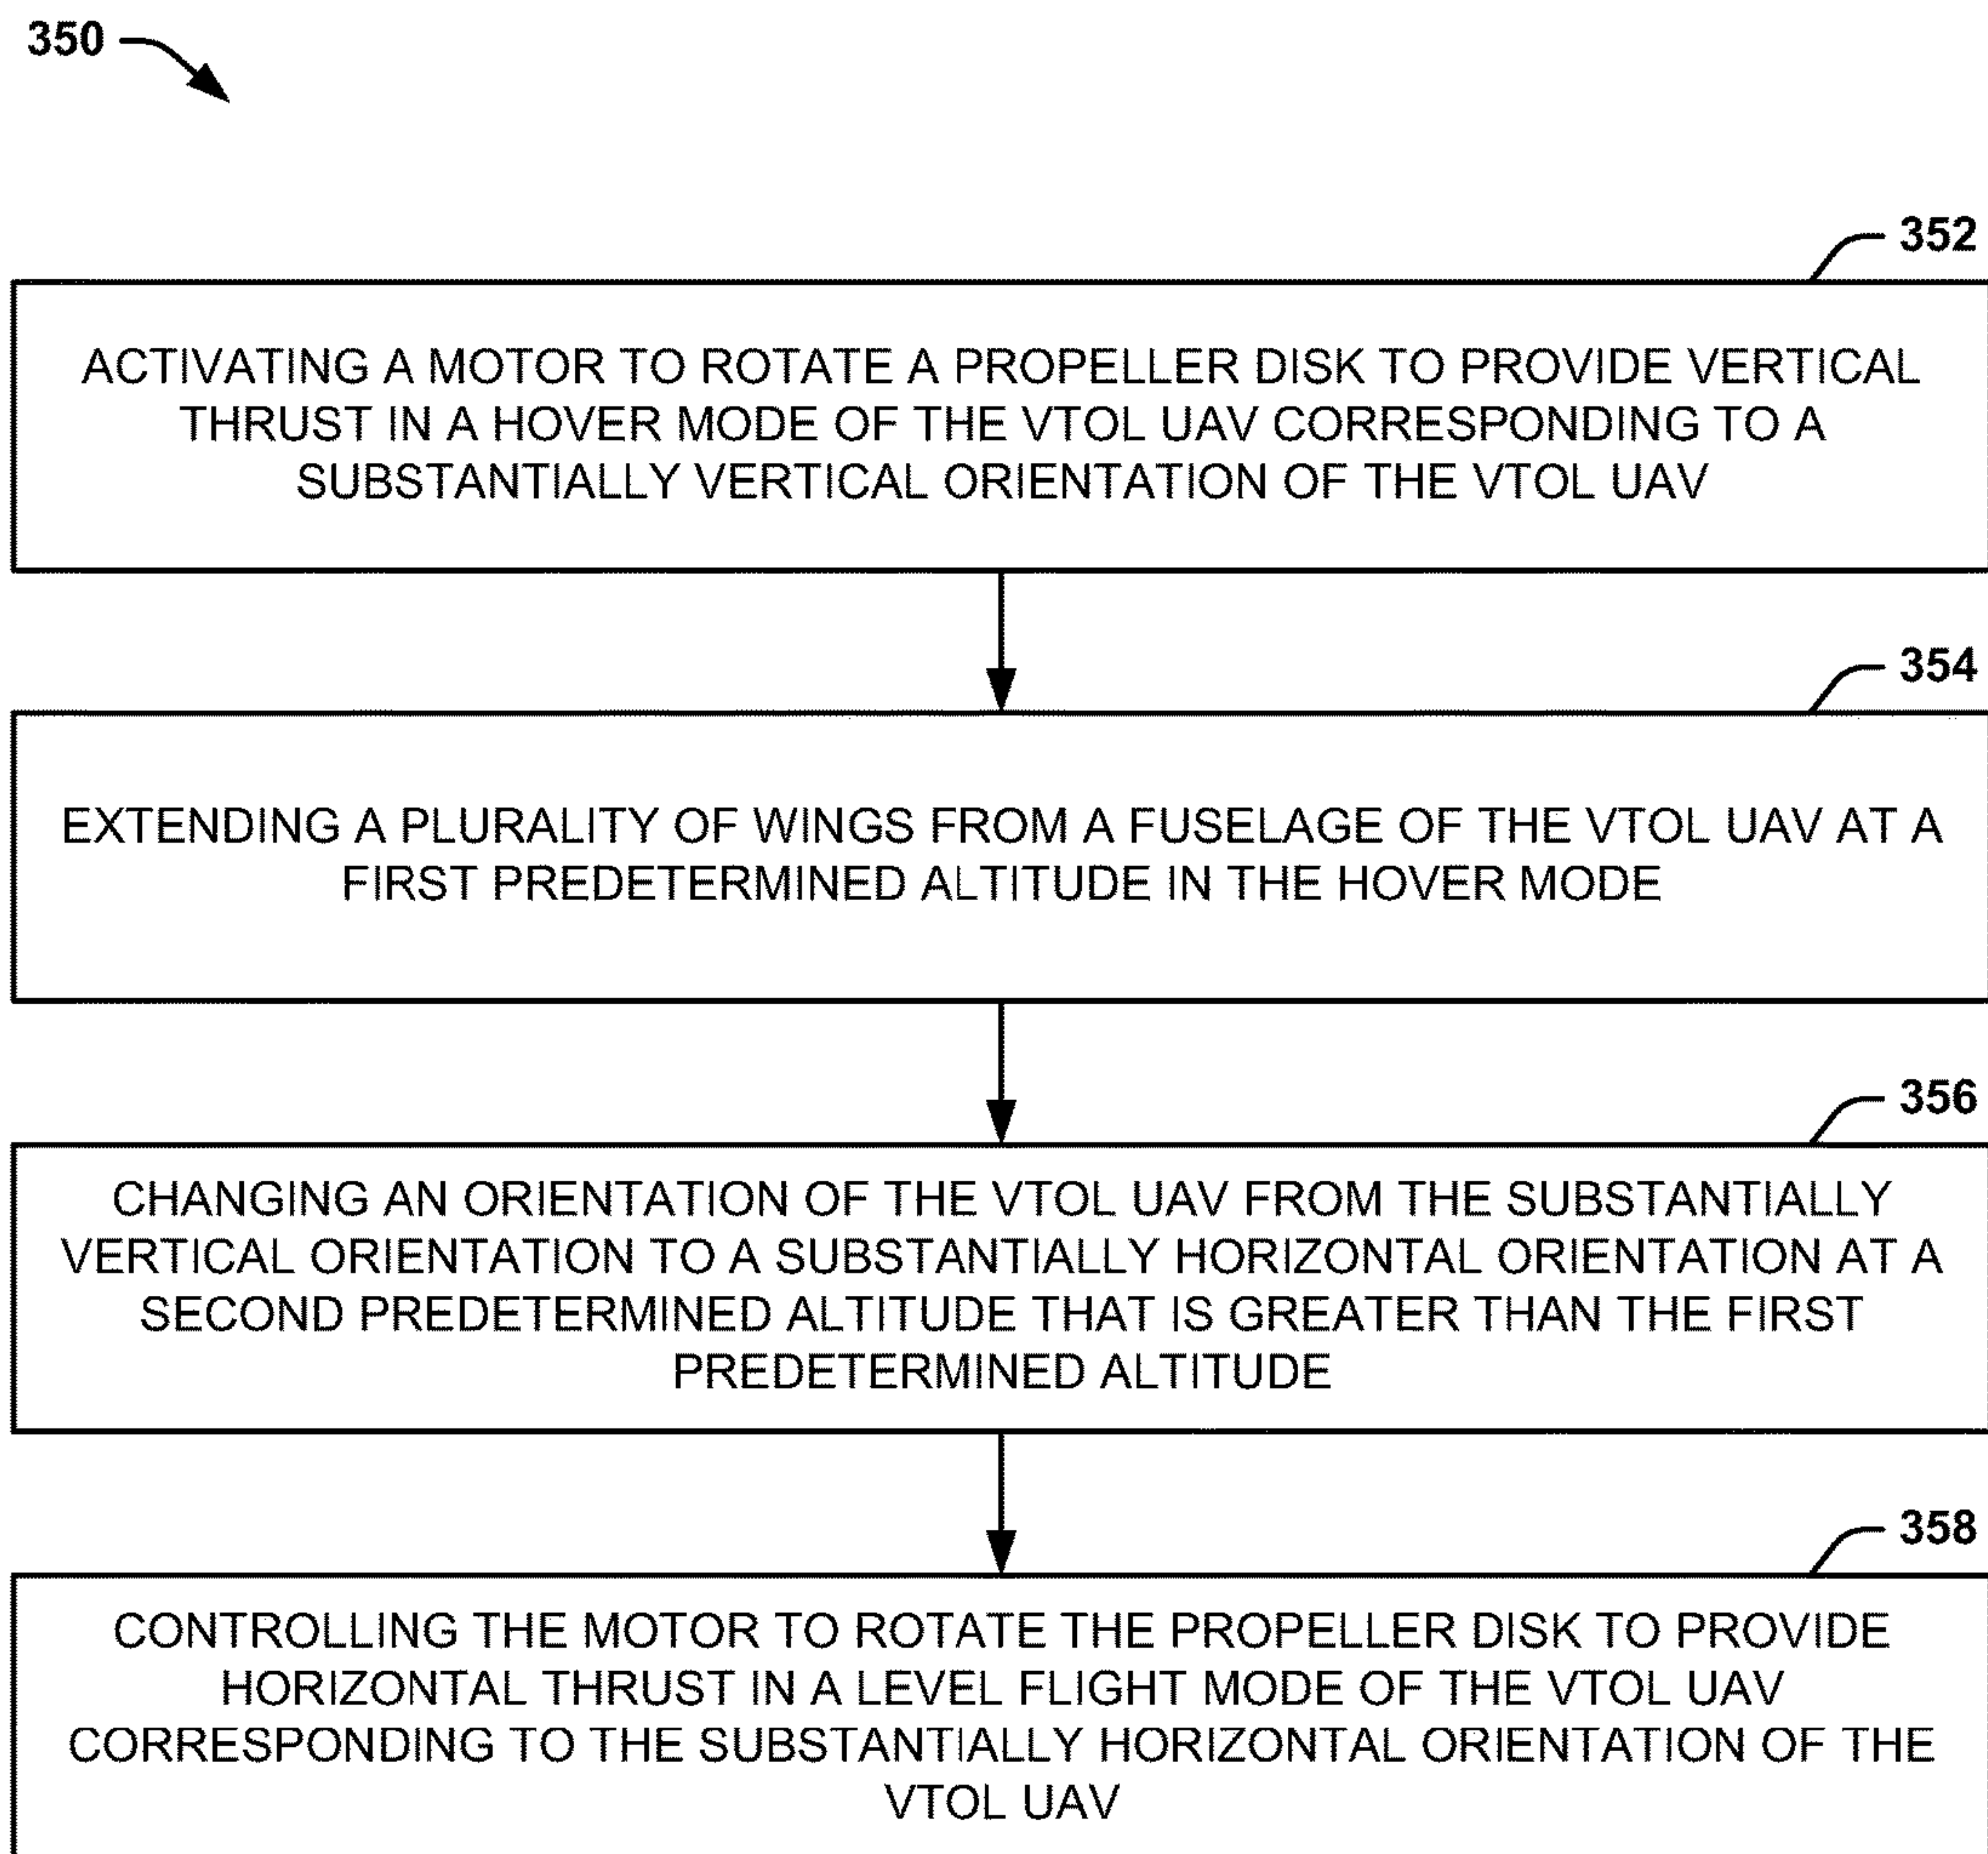 350
352
ACTIVATING A MOTOR TO ROTATE A PROPELLER DISK TO PROVIDE VERTICAL
THRUST IN A HOVER MODE OF THE VTOL UAV CORRESPONDING TO A
SUBSTANTIALLY VERTICAL ORIENTATION OF THE VTOL UAV
354
EXTENDING A PLURALITY OF WINGS FROM A FUSELAGE OF THE VTOL UAV AT A
FIRST PREDETERMINED ALTITUDE IN THE HOVER MODE
356
CHANGING AN ORIENTATION OF THE VTOL UAV FROM THE SUBSTANTIALLY
VERTICAL ORIENTATION TO A SUBSTANTIALLY HORIZONTAL ORIENTATION AT A
SECOND PREDETERMINED ALTITUDE THAT IS GREATER THAN THE FIRST
PREDETERMINED ALTITUDE
358
CONTROLLING THE MOTOR TO ROTATE THE PROPELLER DISK TO PROVIDE
HORIZONTAL THRUST IN A LEVEL FLIGHT MODE OF THE VTOL UAV
CORRESPONDING TO THE SUBSTANTIALLY HORIZONTAL ORIENTATION OF THE
VTOL UAV